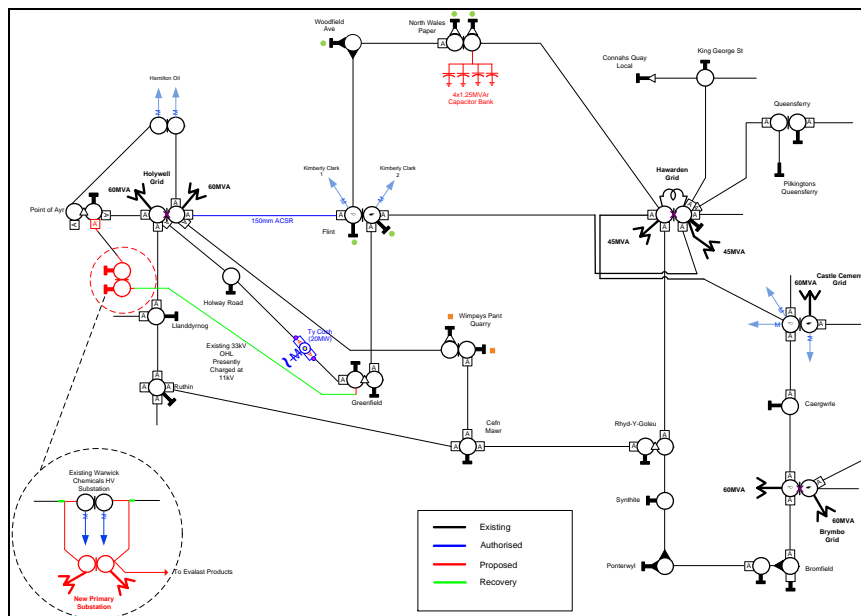 Woodfield
Ave
North Wales
Paper
4x1.25MVAr
Capacitor Bank
Connahs Quay
Local
King George St
Queensferry
Pilkingtons
Queensferry
Hamilton Oil
Holywell
Grid
60MVA
60MVA
Point of Ayr
150mm ACSR
Kimberly Clark
1
Kimberly Clark
2
Flint
Hawarden
Grid
45MVA
45MVA
Castle Cement
Grid
60MVA
Holway Road
Llanddyrnog
Existing 33kV
OHL
Presently
Charged at
11kV
Ty Coch
(20MW)
Wimpeys Pant
Quarry
Greenfield
Ruthin
Cefn
Mawr
Rhyd-Y-Goleu
Caergwrle
Synthite
60MVA
60MVA
Brymbo
Grid
Ponterwyl
Bromfield
Existing Warwick
Chemicals HV
Substation
To Evalast Products
New Primary
Substation
Existing
Authorised
Proposed
Recovery